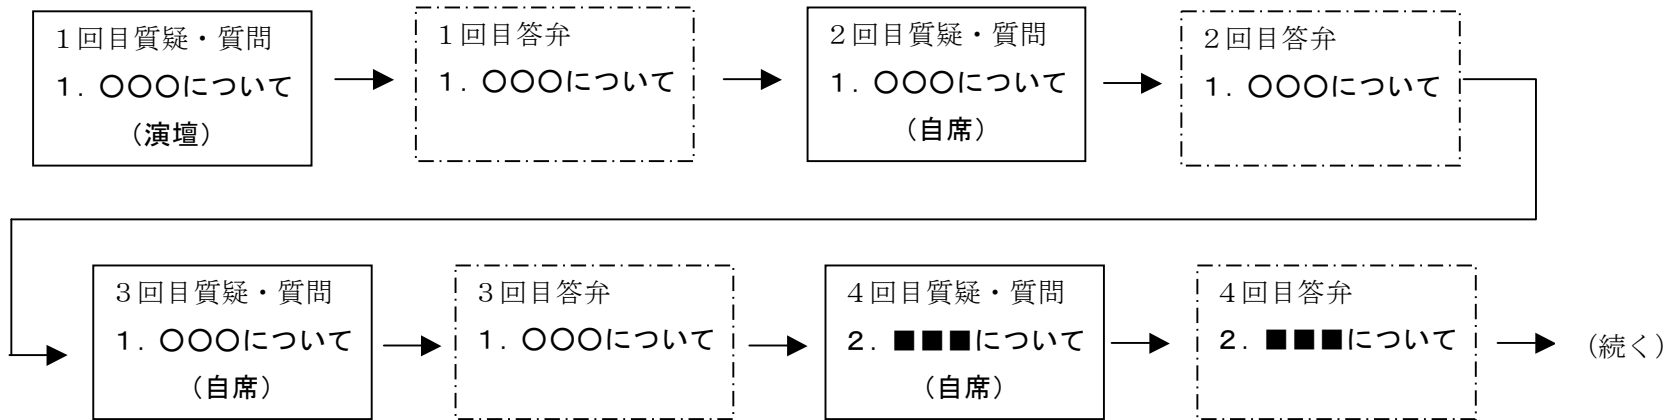 1回目質疑・質問
1．〇〇〇について
（演壇）
1回目答弁
1．〇〇〇について
2回目質疑・質問
1．〇〇〇について
（自席）
2回目答弁
1．〇〇〇について
3回目質疑・質問
1．〇〇〇について
（自席）
3回目答弁
1．〇〇〇について
4回目質疑・質問
2．■■■について
（自席）
4回目答弁
2．■■■について
（続く）